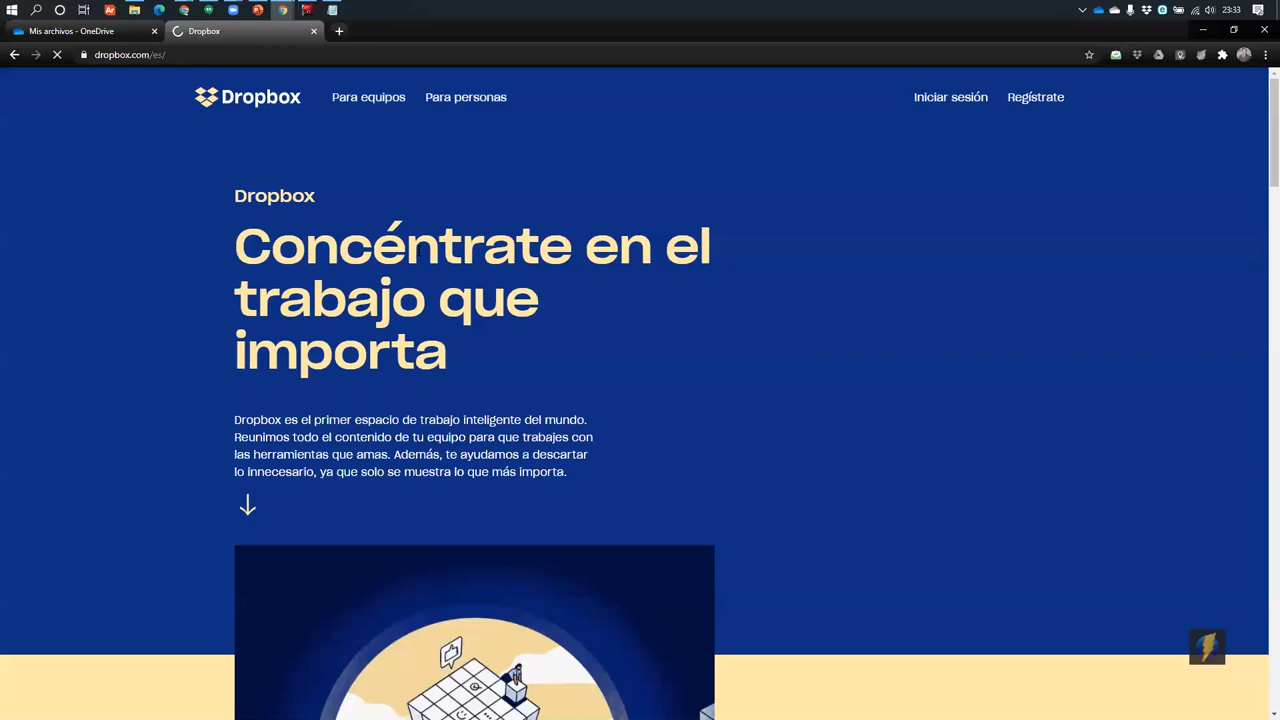 23:33
Mis archivos - OneDrive
Dropbox
dropbox.com/es/
Dropbox
Para equipos
Para personas
Iniciar sesión
Regístrate
Dropbox
Concéntrate en el
trabajo que
importa
Dropbox es el primer espacio de trabajo inteligente del mundo.
Reunimos todo el contenido de tu equipo para que trabajes con
las herramientas que amas. Además, te ayudamos a descartar
lo innecesario, ya que solo se muestra lo que más importa.